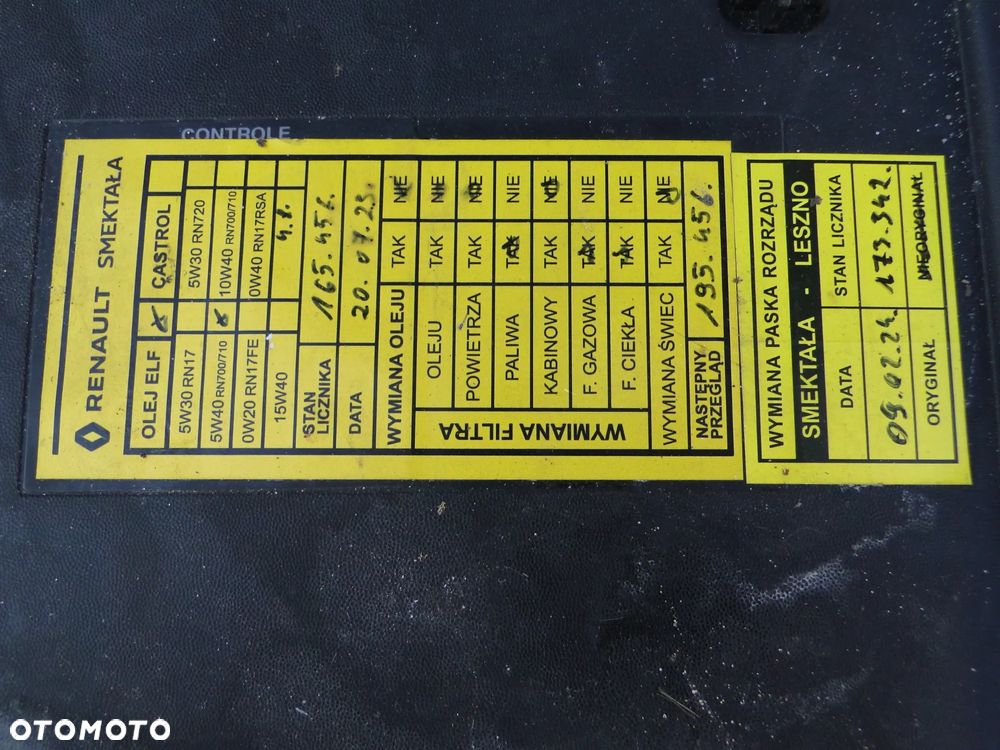 CONTROLE
RENAULT SMEKTAŁA
OLEJ ELF X CASTROL
5W30 RN17 5W30 RN720
5W40 RN700/710 X 10W40 RN700/710
0W20 RN17FE 0W40 RN17RSA
15W40 4.8.
STAN LICZNIKA 165.456.
DATA 20.07.23.
WYMIANA OLEJU TAK NIE
WYMIANA FILTRA
OLEJU TAK NIE
POWIETRZA TAK NIE
PALIWA TAK NIE
KABINOWY TAK NIE
F. GAZOWA TAK NIE
F. CIEKŁA TAK NIE
WYMIANA ŚWIEC TAK NIE
NASTĘPNY PRZEGLĄD 195.456.
WYMIANA PASKA ROZRZĄDU
SMEKTAŁA - LESZNO
DATA STAN LICZNIKA
09.02.24. 173.342.
ORYGINAŁ NIEORYGINAŁ
OTOMOTO